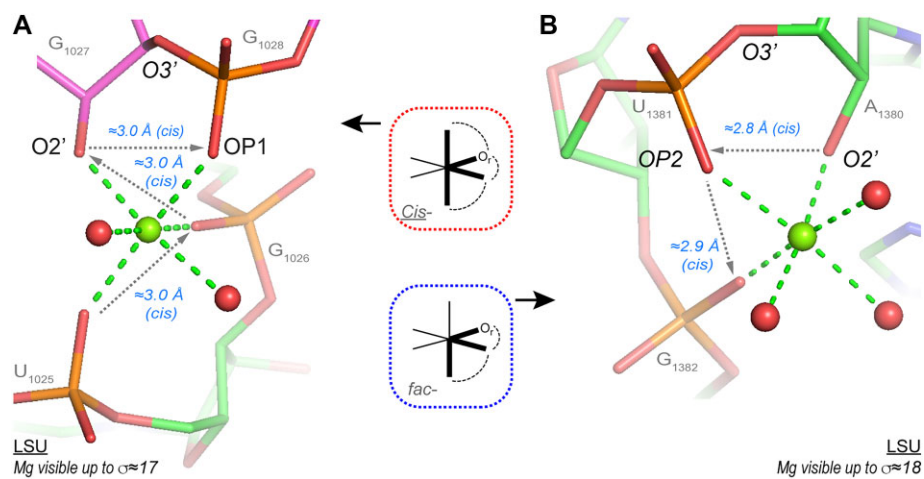 A
G1027
O3'
G1028
≈3.0 Å (cis)
O2'
OP1
≈3.0 Å
(cis)
G1026
≈3.0 Å
(cis)
U1025
LSU
Mg visible up to σ≈17
Or
Cis-
Or
fac-
B
O3'
U1381
A1380
≈2.8 Å (cis)
OP2
O2'
≈2.9 Å
(cis)
G1382
LSU
Mg visible up to σ≈18